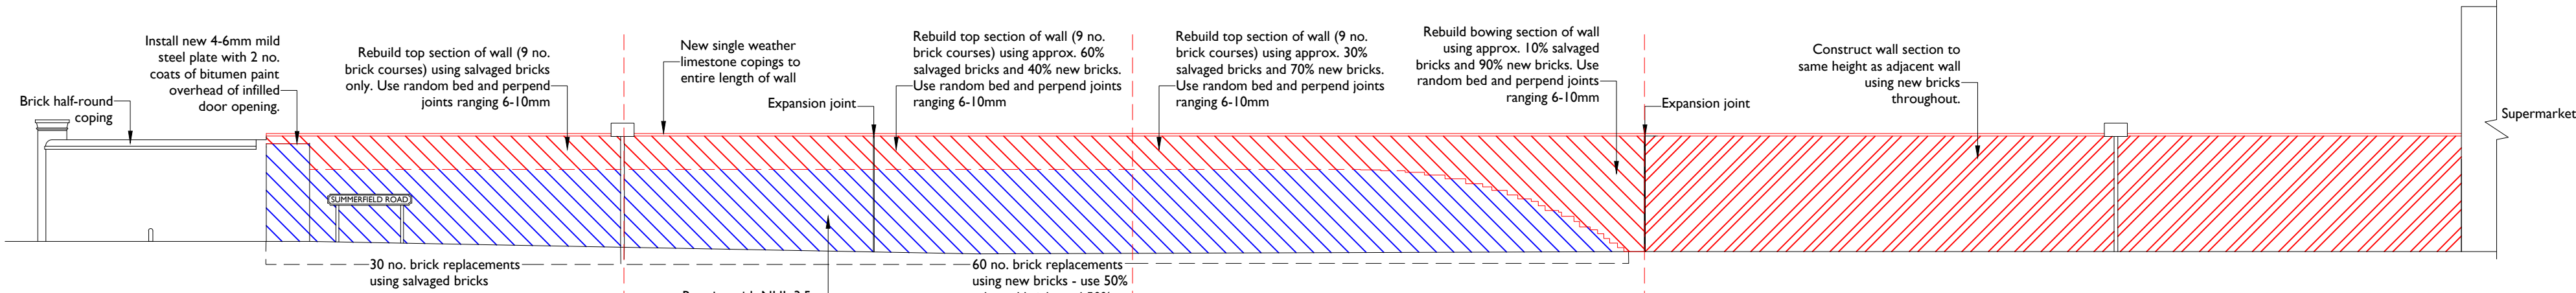 Install new 4-6mm mild
steel plate with 2 no.
coats of bitumen paint
overhead of infilled
door opening.
Brick half-round
coping
Rebuild top section of wall (9 no.
brick courses) using salvaged bricks
only. Use random bed and perpend
joints ranging 6-10mm
New single weather
limestone copings to
entire length of wall
Expansion joint
Rebuild top section of wall (9 no.
brick courses) using approx. 60%
salvaged bricks and 40% new bricks.
Use random bed and perpend joints
ranging 6-10mm
Rebuild top section of wall (9 no.
brick courses) using approx. 30%
salvaged bricks and 70% new bricks.
Use random bed and perpend joints
ranging 6-10mm
Rebuild bowing section of wall
using approx. 10% salvaged
bricks and 90% new bricks. Use
random bed and perpend joints
ranging 6-10mm
Expansion joint
Construct wall section to
same height as adjacent wall
using new bricks
throughout.
Supermarket
SUMMERFIELD ROAD
30 no. brick replacements
using salvaged bricks
60 no. brick replacements
using new bricks - use 50%